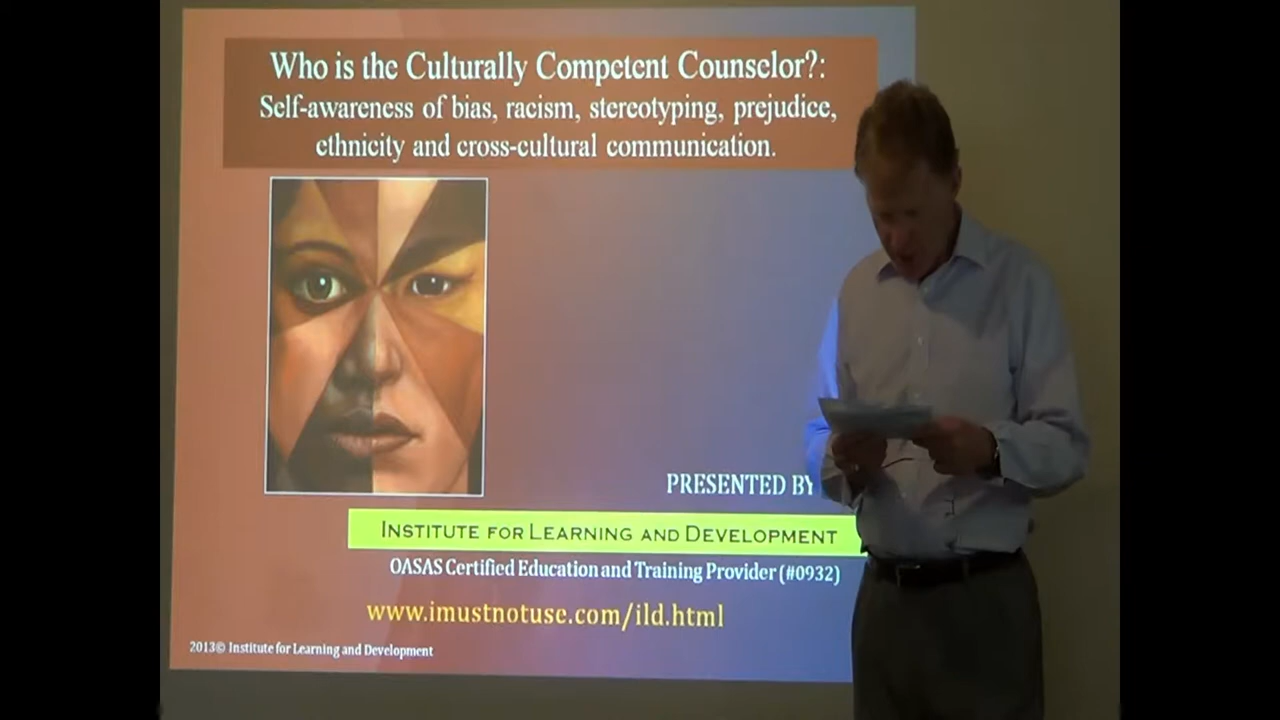 Who is the Culturally Competent Counselor?:
Self-awareness of bias, racism, stereotyping, prejudice,
ethnicity and cross-cultural communication.
PRESENTED BY
INSTITUTE FOR LEARNING AND DEVELOPMENT
OASAS Certified Education and Training Provider (#0932)
www.imustnotuse.com/ild.html
2013© Institute for Learning and Development